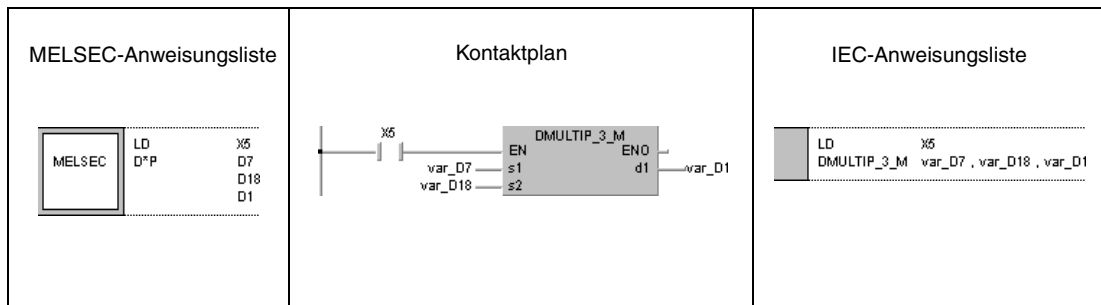 MELSEC-Anweisungsliste
MELSEC
LD X5
D*P D7
D18
D1
Kontaktplan
X5
DMULTIP_3_M
EN ENO
var_D7 s1 d1 var_D1
var_D18 s2
IEC-Anweisungsliste
LD X5
DMULTIP_3_M var_D7 , var_D18 , var_D1